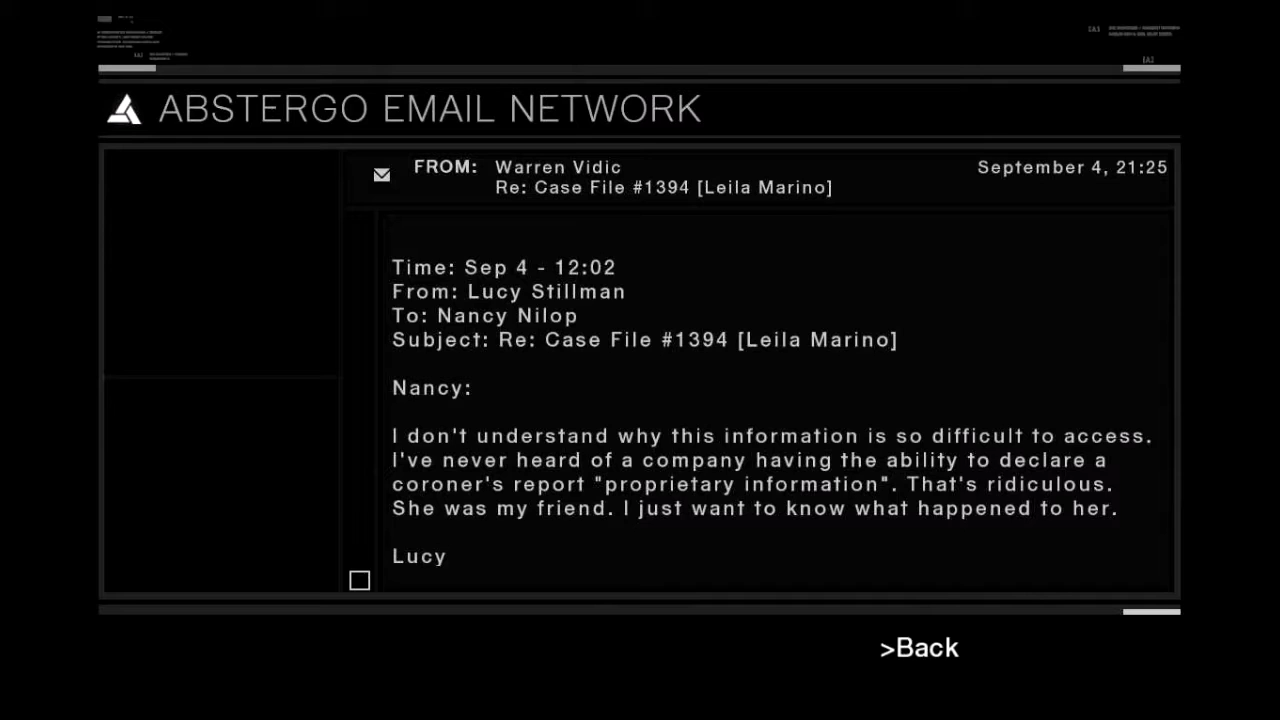 ABSTERGO EMAIL NETWORK
FROM: Warren Vidic September 4, 21:25
Re: Case File #1394 [Leila Marino]
Time: Sep 4 - 12:02
From: Lucy Stillman
To: Nancy Nilop
Subject: Re: Case File #1394 [Leila Marino]
Nancy:
I don't understand why this information is so difficult to access.
I've never heard of a company having the ability to declare a
coroner's report "proprietary information". That's ridiculous.
She was my friend. I just want to know what happened to her.
Lucy
>Back